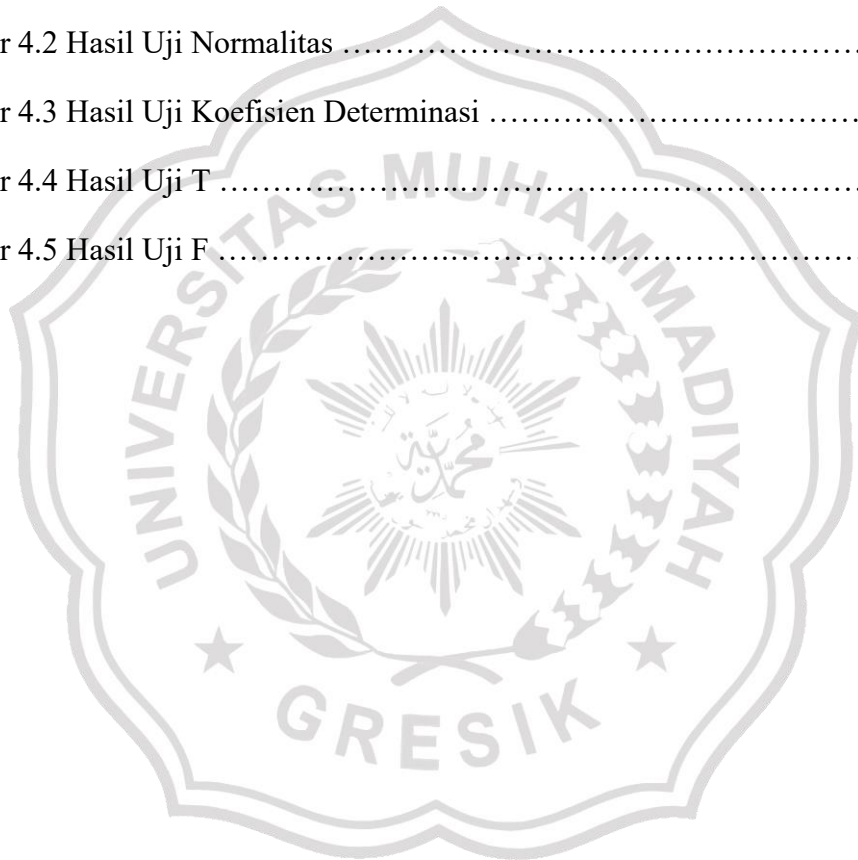 r 4.2 Hasil Uji Normalitas ……………………………………………
r 4.3 Hasil Uji Koefisien Determinasi ………………………………
r 4.4 Hasil Uji T …………………………………………………………
r 4.5 Hasil Uji F …………………………………………………………
UNIVERSITAS MUHAMMADIYAH
GRESIK